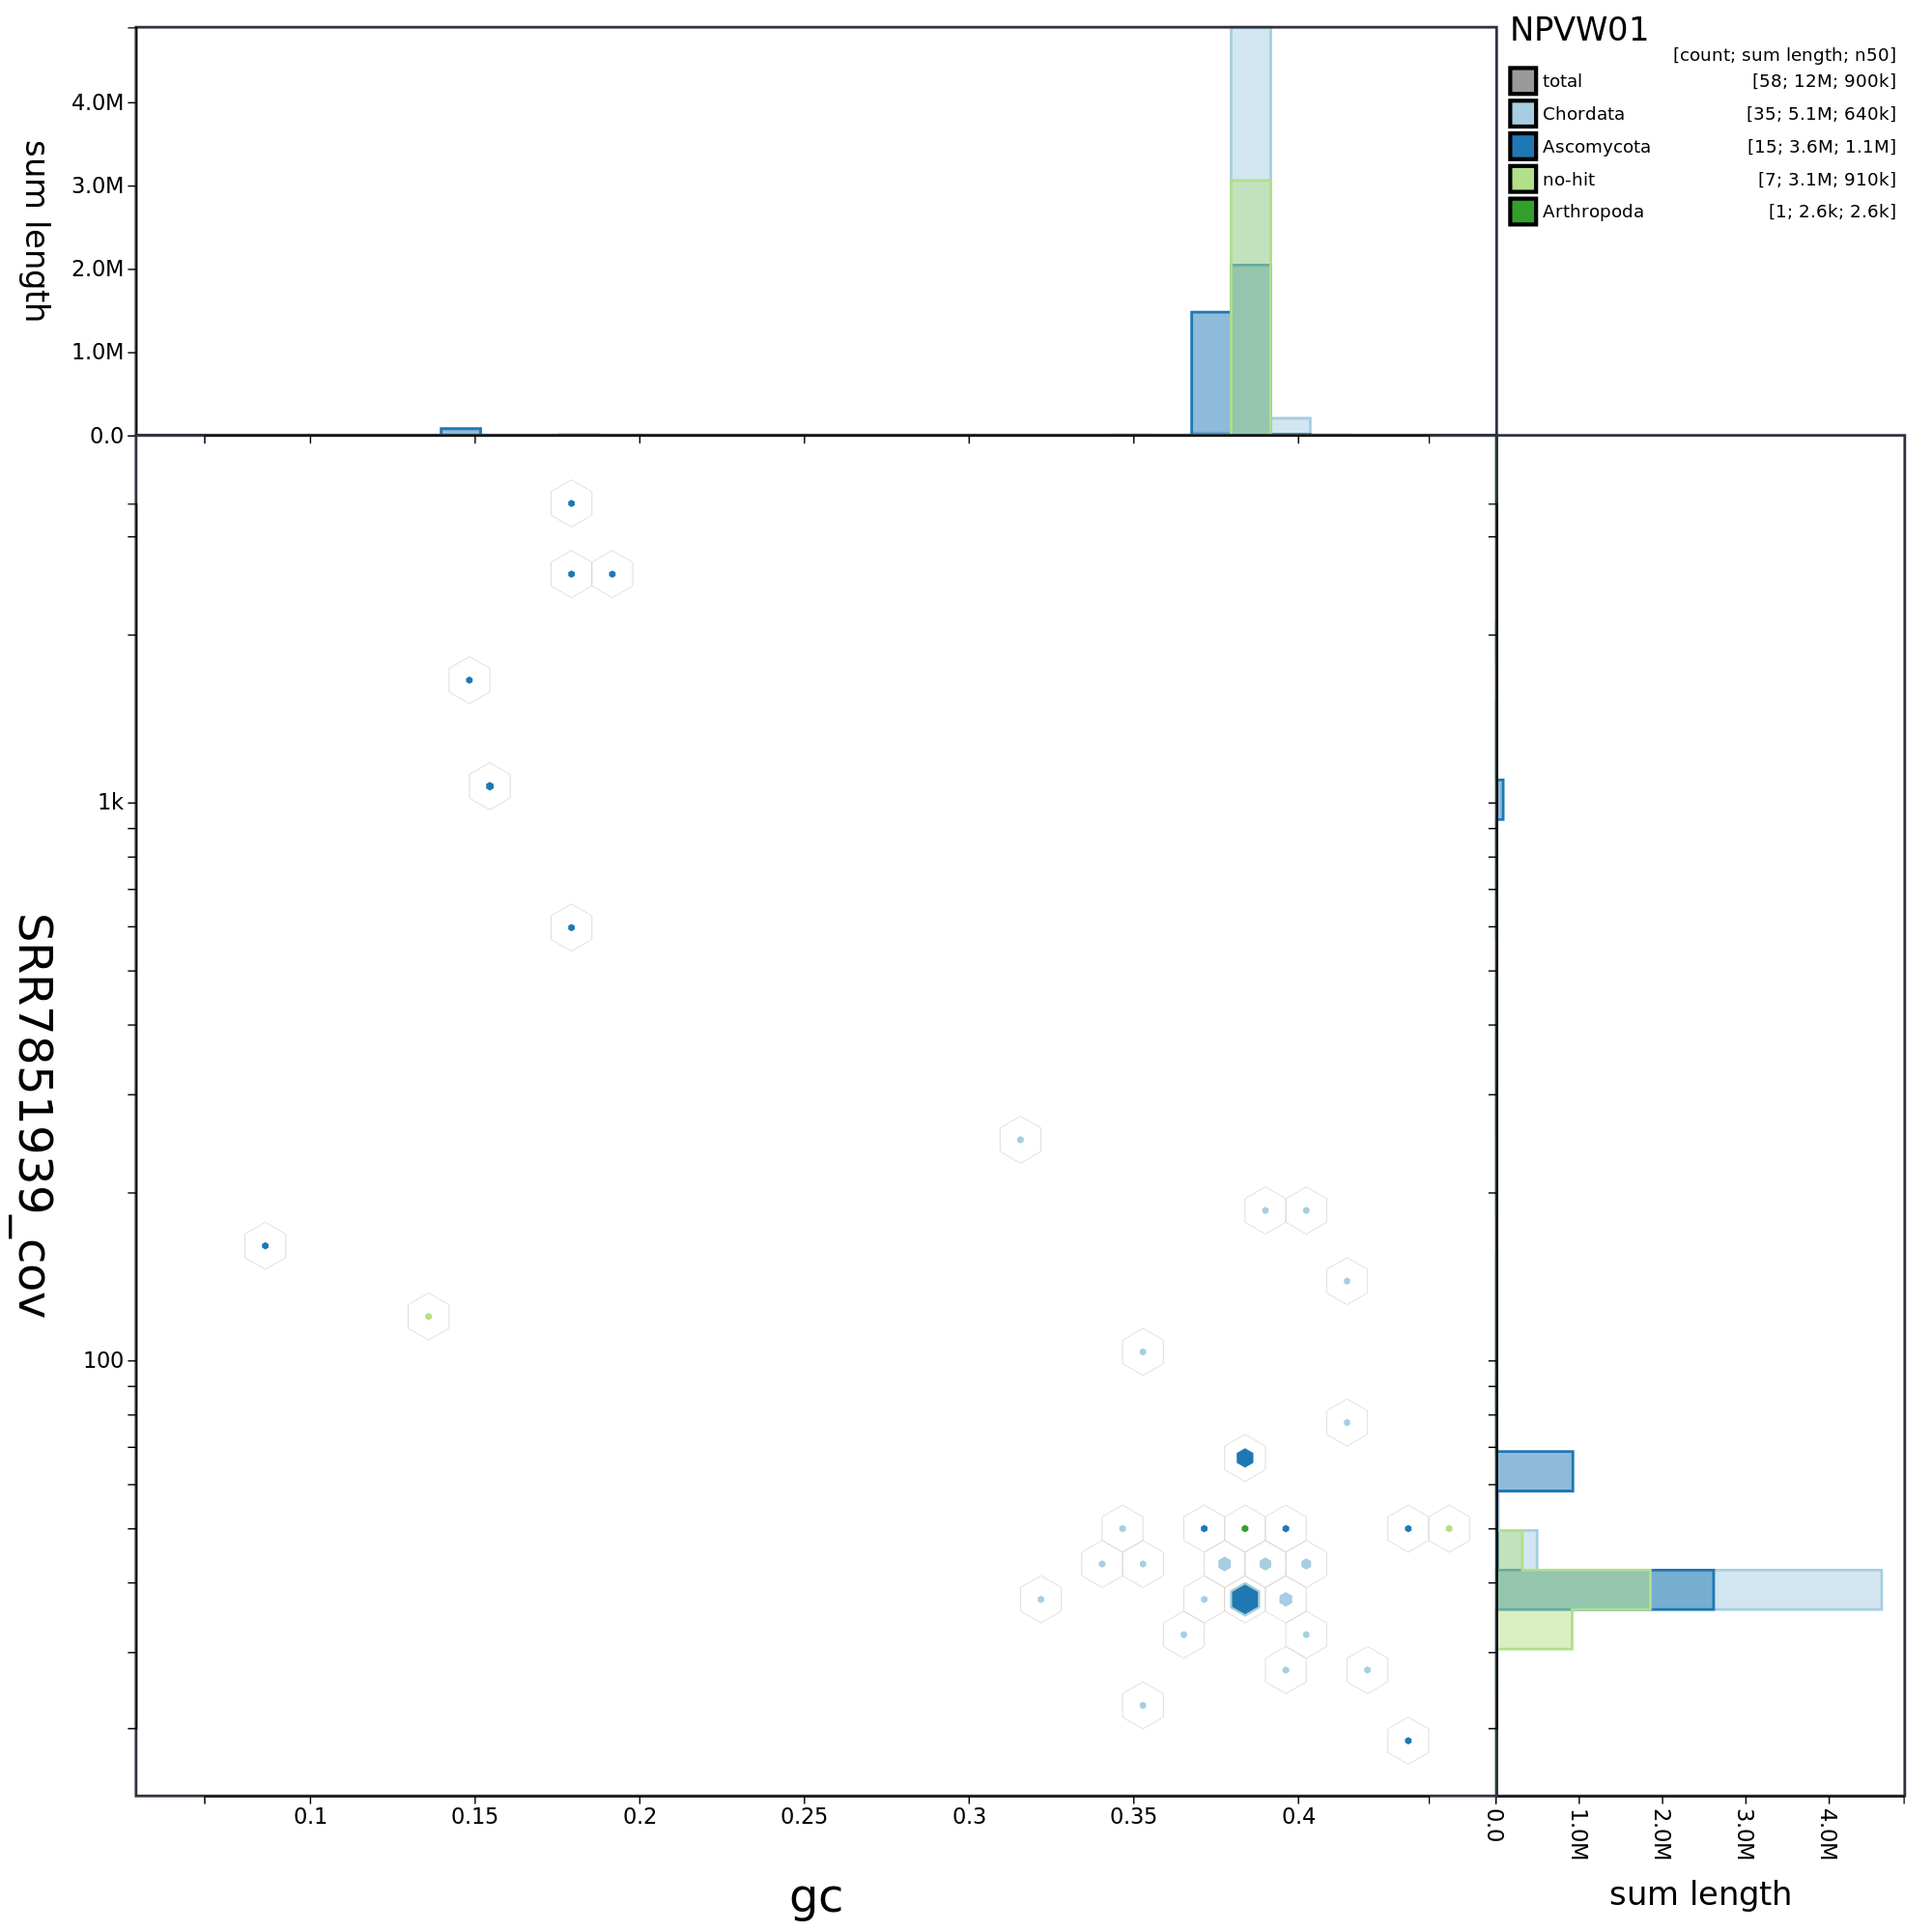 NPVW01
[count; sum length; n50]
total [58; 12M; 900k]
Chordata [35; 5.1M; 640k]
Ascomycota [15; 3.6M; 1.1M]
no-hit [7; 3.1M; 910k]
Arthropoda [1; 2.6k; 2.6k]
sum length
4.0M
3.0M
2.0M
1.0M
0.0
SRR7851939_cov
1k
100
0.1 0.15 0.2 0.25 0.3 0.35 0.4
gc
0.0 1.0M 2.0M 3.0M 4.0M
sum length